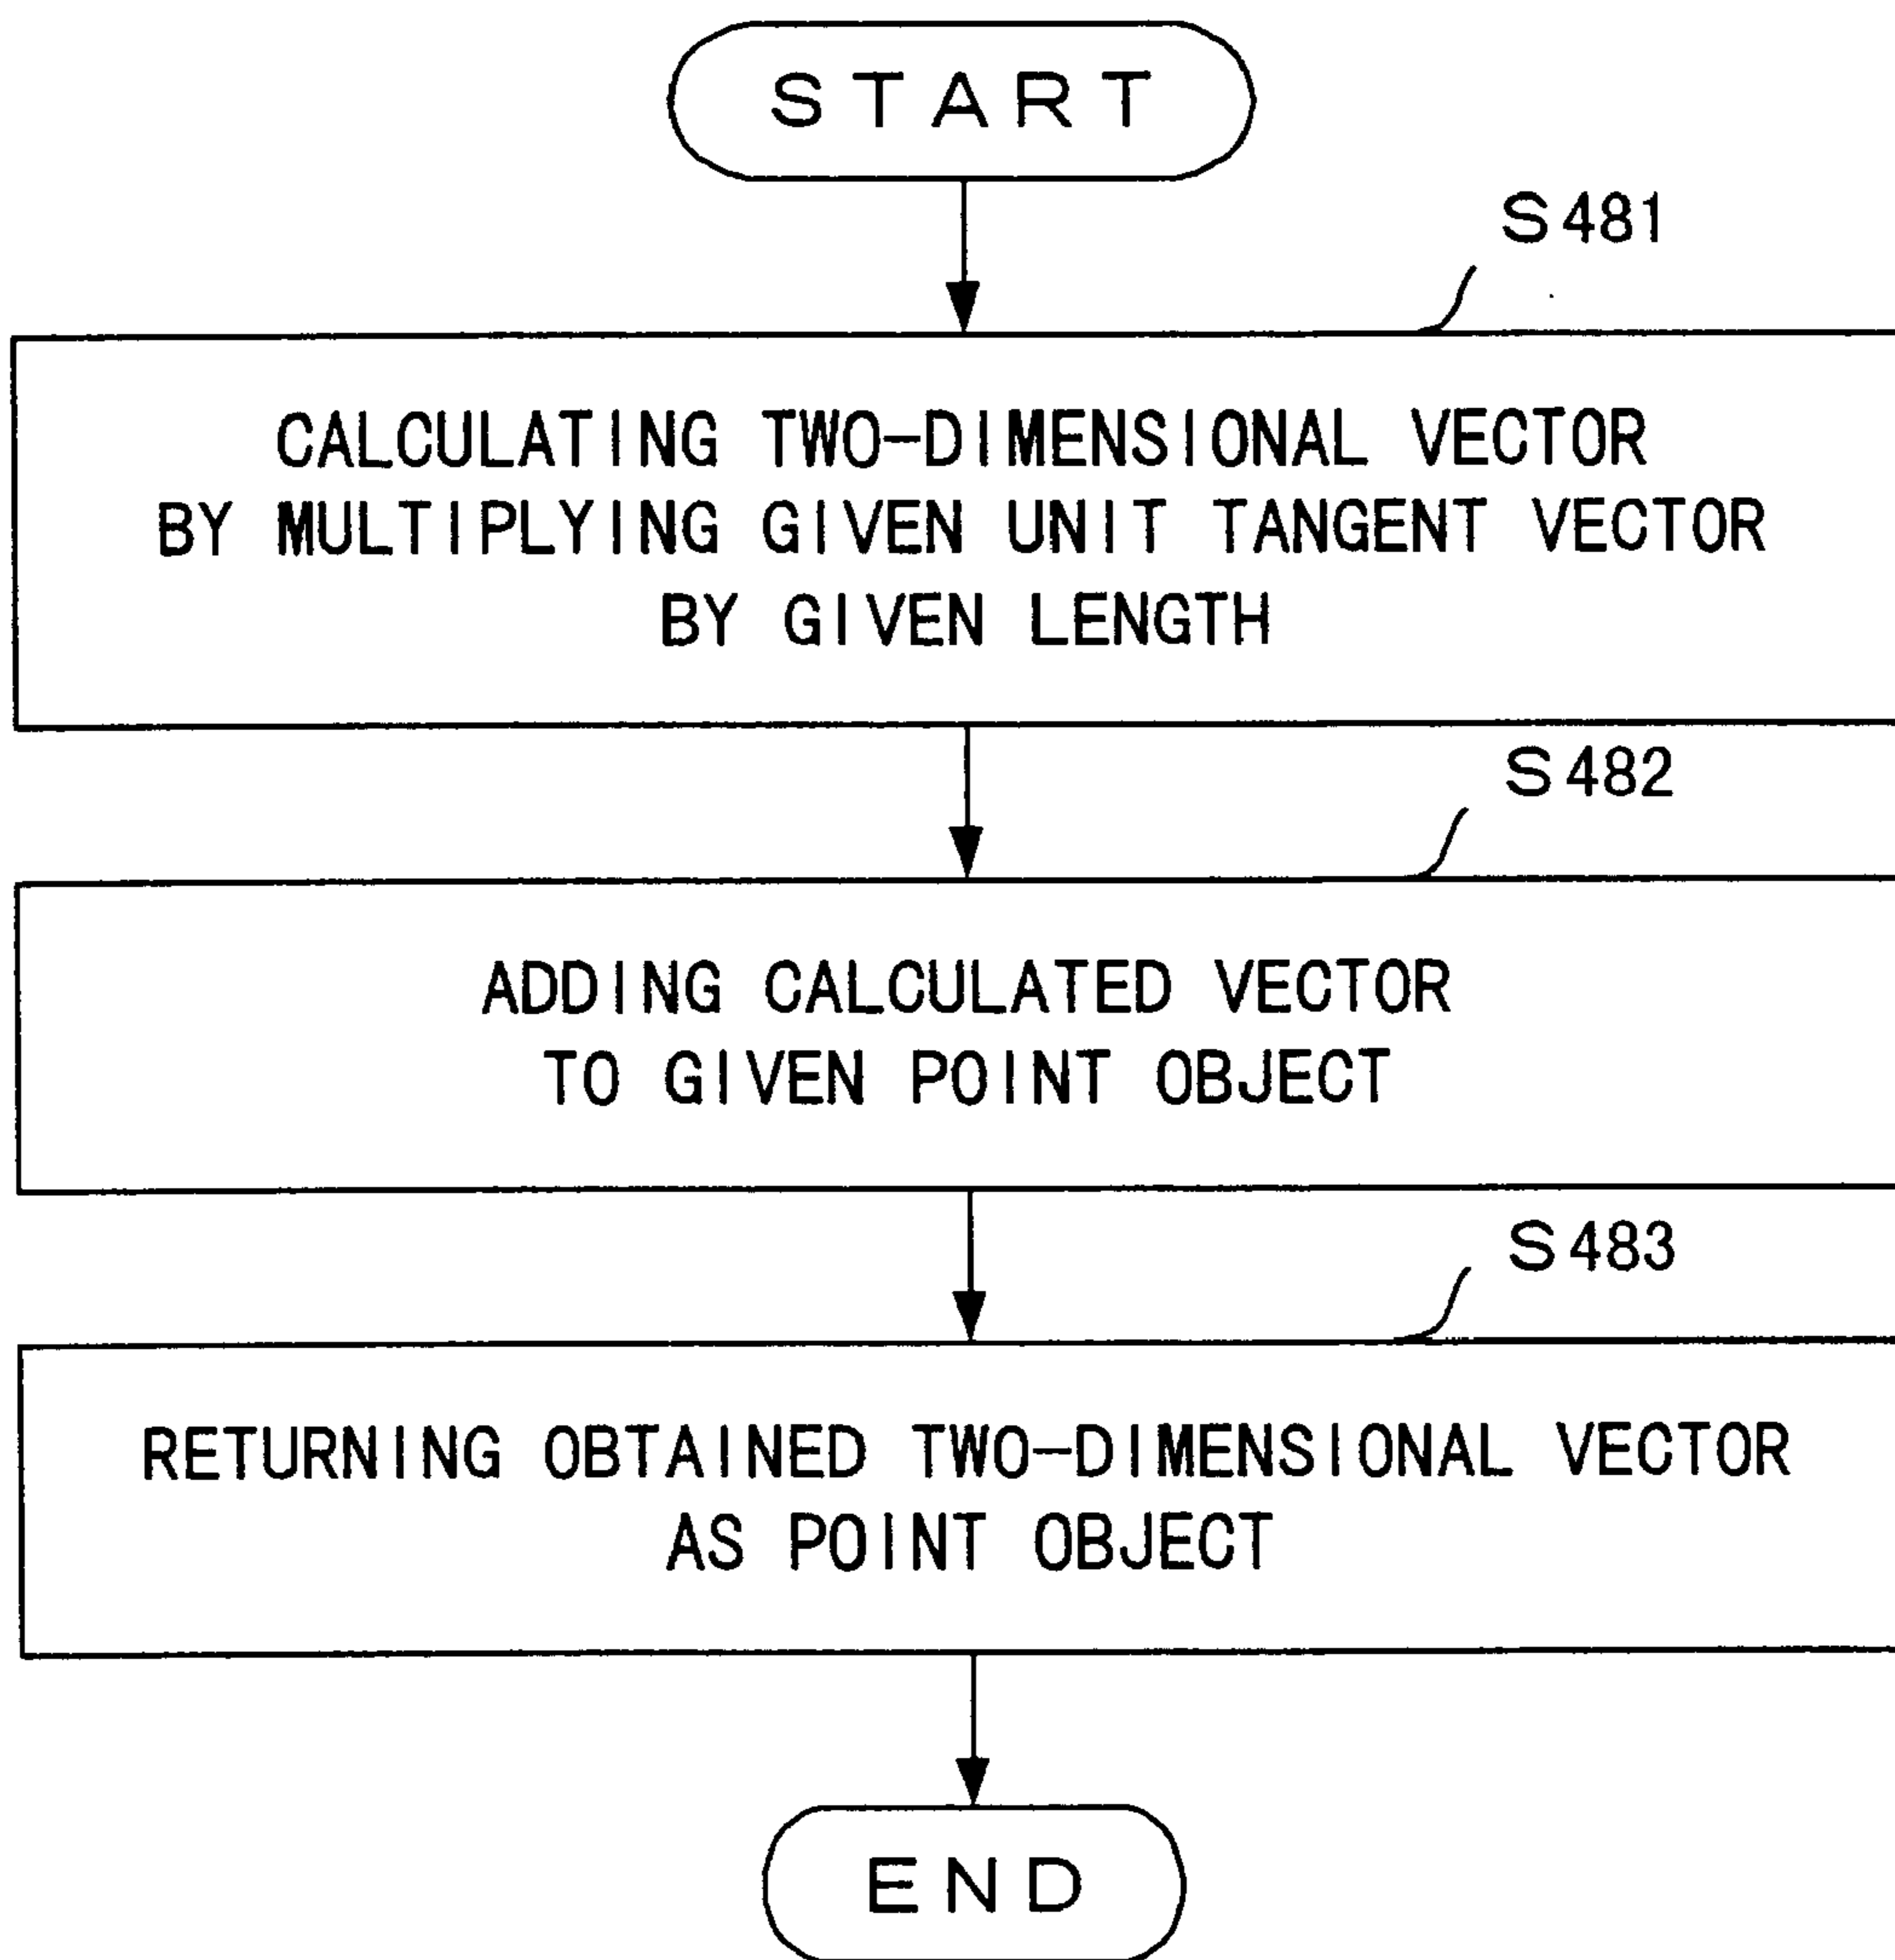 START
S481
CALCULATING TWO-DIMENSIONAL VECTOR
BY MULTIPLYING GIVEN UNIT TANGENT VECTOR
BY GIVEN LENGTH
S482
ADDING CALCULATED VECTOR
TO GIVEN POINT OBJECT
S483
RETURNING OBTAINED TWO-DIMENSIONAL VECTOR
AS POINT OBJECT
END